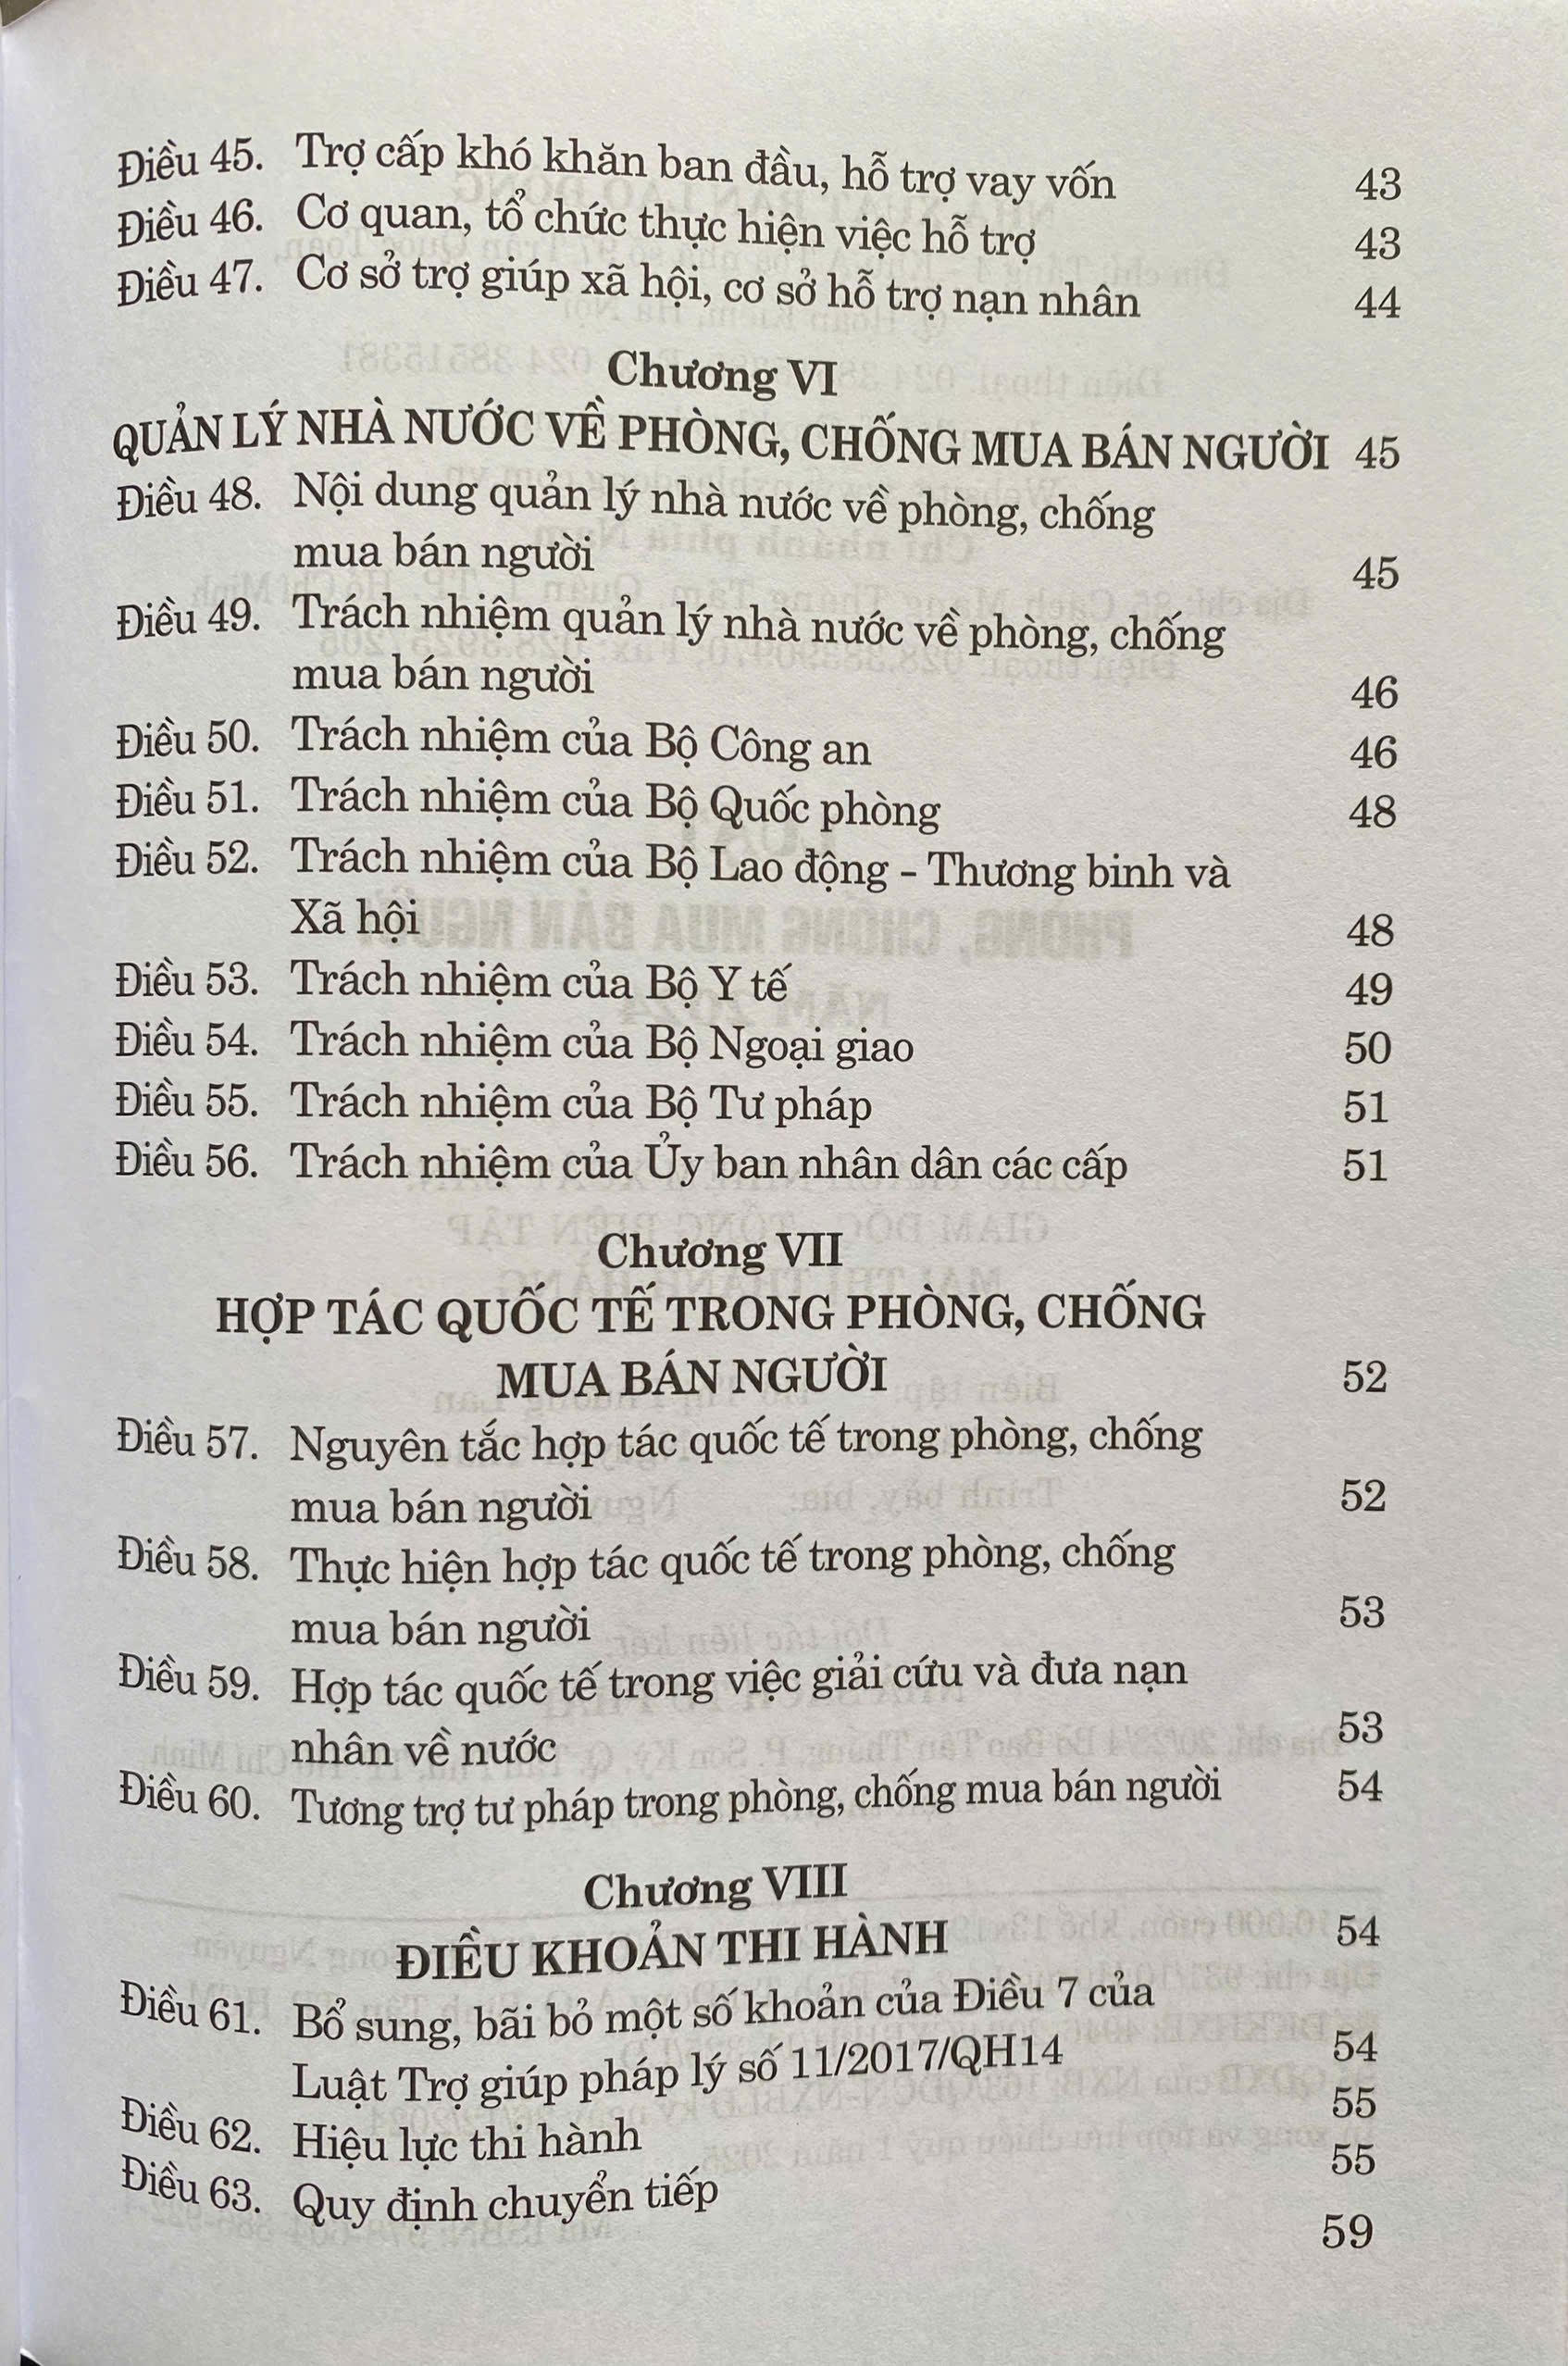 Điều 45. Trợ cấp khó khăn ban đầu, hỗ trợ vay vốn 43
Điều 46. Cơ quan, tổ chức thực hiện việc hỗ trợ 43
Điều 47. Cơ sở trợ giúp xã hội, cơ sở hỗ trợ nạn nhân 44
Chương VI
QUẢN LÝ NHÀ NƯỚC VỀ PHÒNG, CHỐNG MUA BÁN NGƯỜI 45
Điều 48. Nội dung quản lý nhà nước về phòng, chống
mua bán người 45
Điều 49. Trách nhiệm quản lý nhà nước về phòng, chống
mua bán người 46
Điều 50. Trách nhiệm của Bộ Công an 46
Điều 51. Trách nhiệm của Bộ Quốc phòng 48
Điều 52. Trách nhiệm của Bộ Lao động - Thương binh và
Xã hội 48
Điều 53. Trách nhiệm của Bộ Y tế 49
Điều 54. Trách nhiệm của Bộ Ngoại giao 50
Điều 55. Trách nhiệm của Bộ Tư pháp 51
Điều 56. Trách nhiệm của Ủy ban nhân dân các cấp 51
Chương VII
HỢP TÁC QUỐC TẾ TRONG PHÒNG, CHỐNG
MUA BÁN NGƯỜI 52
Điều 57. Nguyên tắc hợp tác quốc tế trong phòng, chống
mua bán người 52
Điều 58. Thực hiện hợp tác quốc tế trong phòng, chống
mua bán người 53
Điều 59. Hợp tác quốc tế trong việc giải cứu và đưa nạn
nhân về nước 53
Điều 60. Tương trợ tư pháp trong phòng, chống mua bán người 54
Chương VIII
ĐIỀU KHOẢN THI HÀNH 54
Điều 61. Bổ sung, bãi bỏ một số khoản của Điều 7 của
Luật Trợ giúp pháp lý số 11/2017/QH14 54
Điều 62. Hiệu lực thi hành 55
Điều 63. Quy định chuyển tiếp 55
59